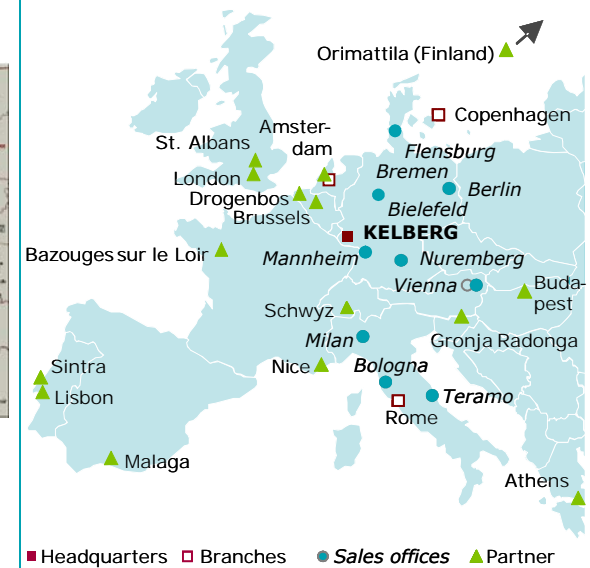 Orimattila (Finland)
Copenhagen
Amster-
dam
St. Albans
Flensburg
Bremen
London
Berlin
Drogenbos
Bielefeld
Brussels
KELBERG
Bazouges sur le Loir
Mannheim
Nuremberg
Vienna
Buda-
pest
Schwyz
Milan
Gronja Radonga
Nice
Bologna
Sintra
Lisbon
Teramo
Rome
Malaga
Athens
Headquarters
Branches
Sales offices
Partner